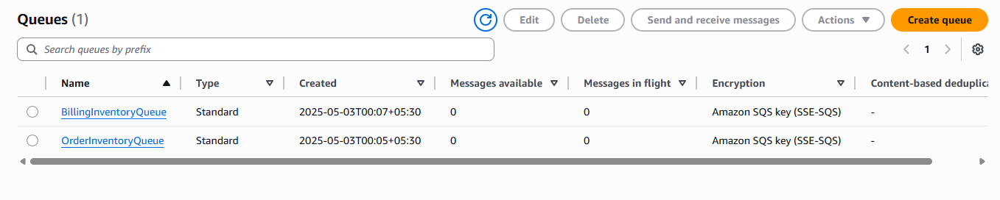 Queues (1) Edit Delete Send and receive messages Actions Create queue
Search queues by prefix 1
Name Type Created Messages available Messages in flight Encryption Content-based deduplica
BillingInventoryQueue Standard 2025-05-03T00:07+05:30 0 0 Amazon SQS key (SSE-SQS) -
OrderInventoryQueue Standard 2025-05-03T00:05+05:30 0 0 Amazon SQS key (SSE-SQS) -